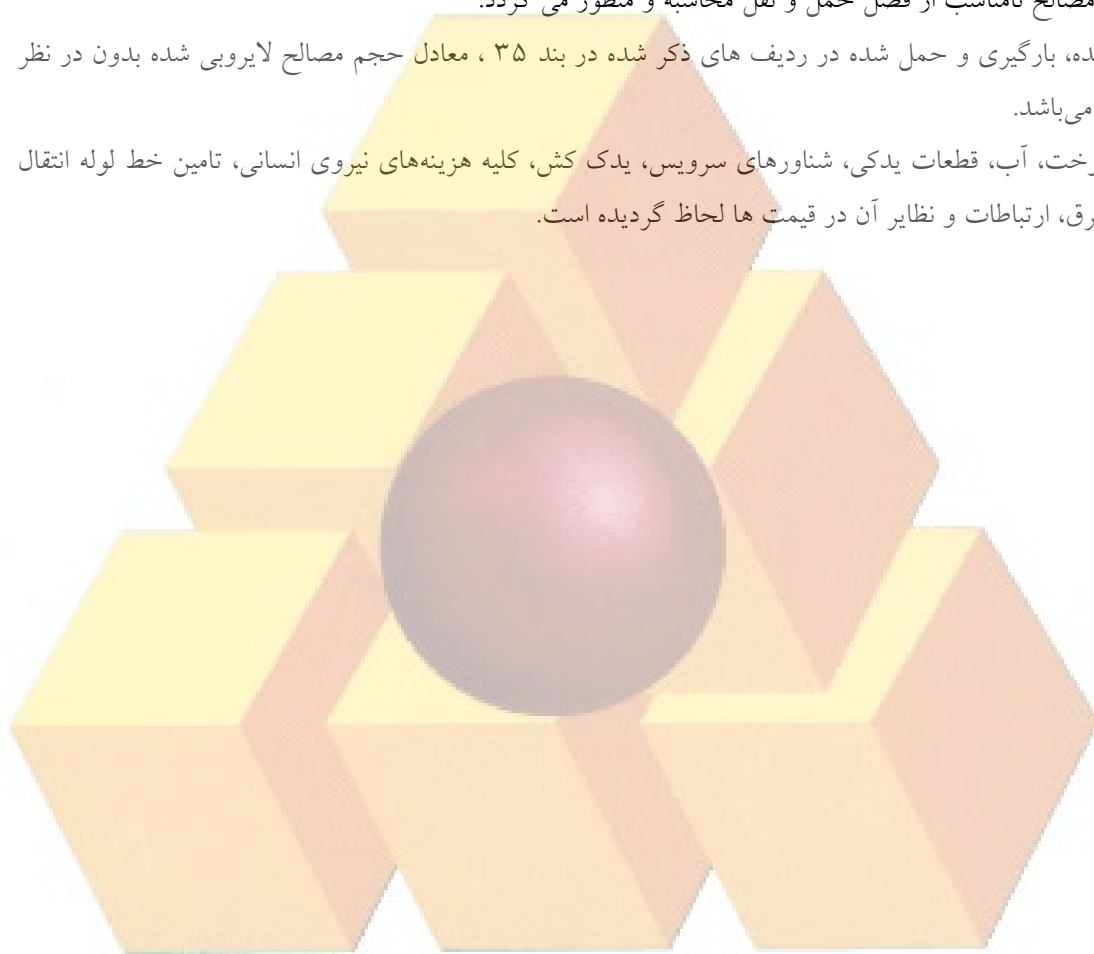 مصالح نامناسب از فصل حمل و نقل محاسبه و منظور می گردد.
ده، بارگیری و حمل شده در ردیف های ذکر شده در بند ۳۵ ، معادل حجم مصالح لایروبی شده بدون در نظر
می‌باشد.
رخت، آب، قطعات یدکی، شناورهای سرویس، یدک کش، کلیه هزینه‌های نیروی انسانی، تامین خط لوله انتقال
رق، ارتباطات و نظایر آن در قیمت ها لحاظ گردیده است.